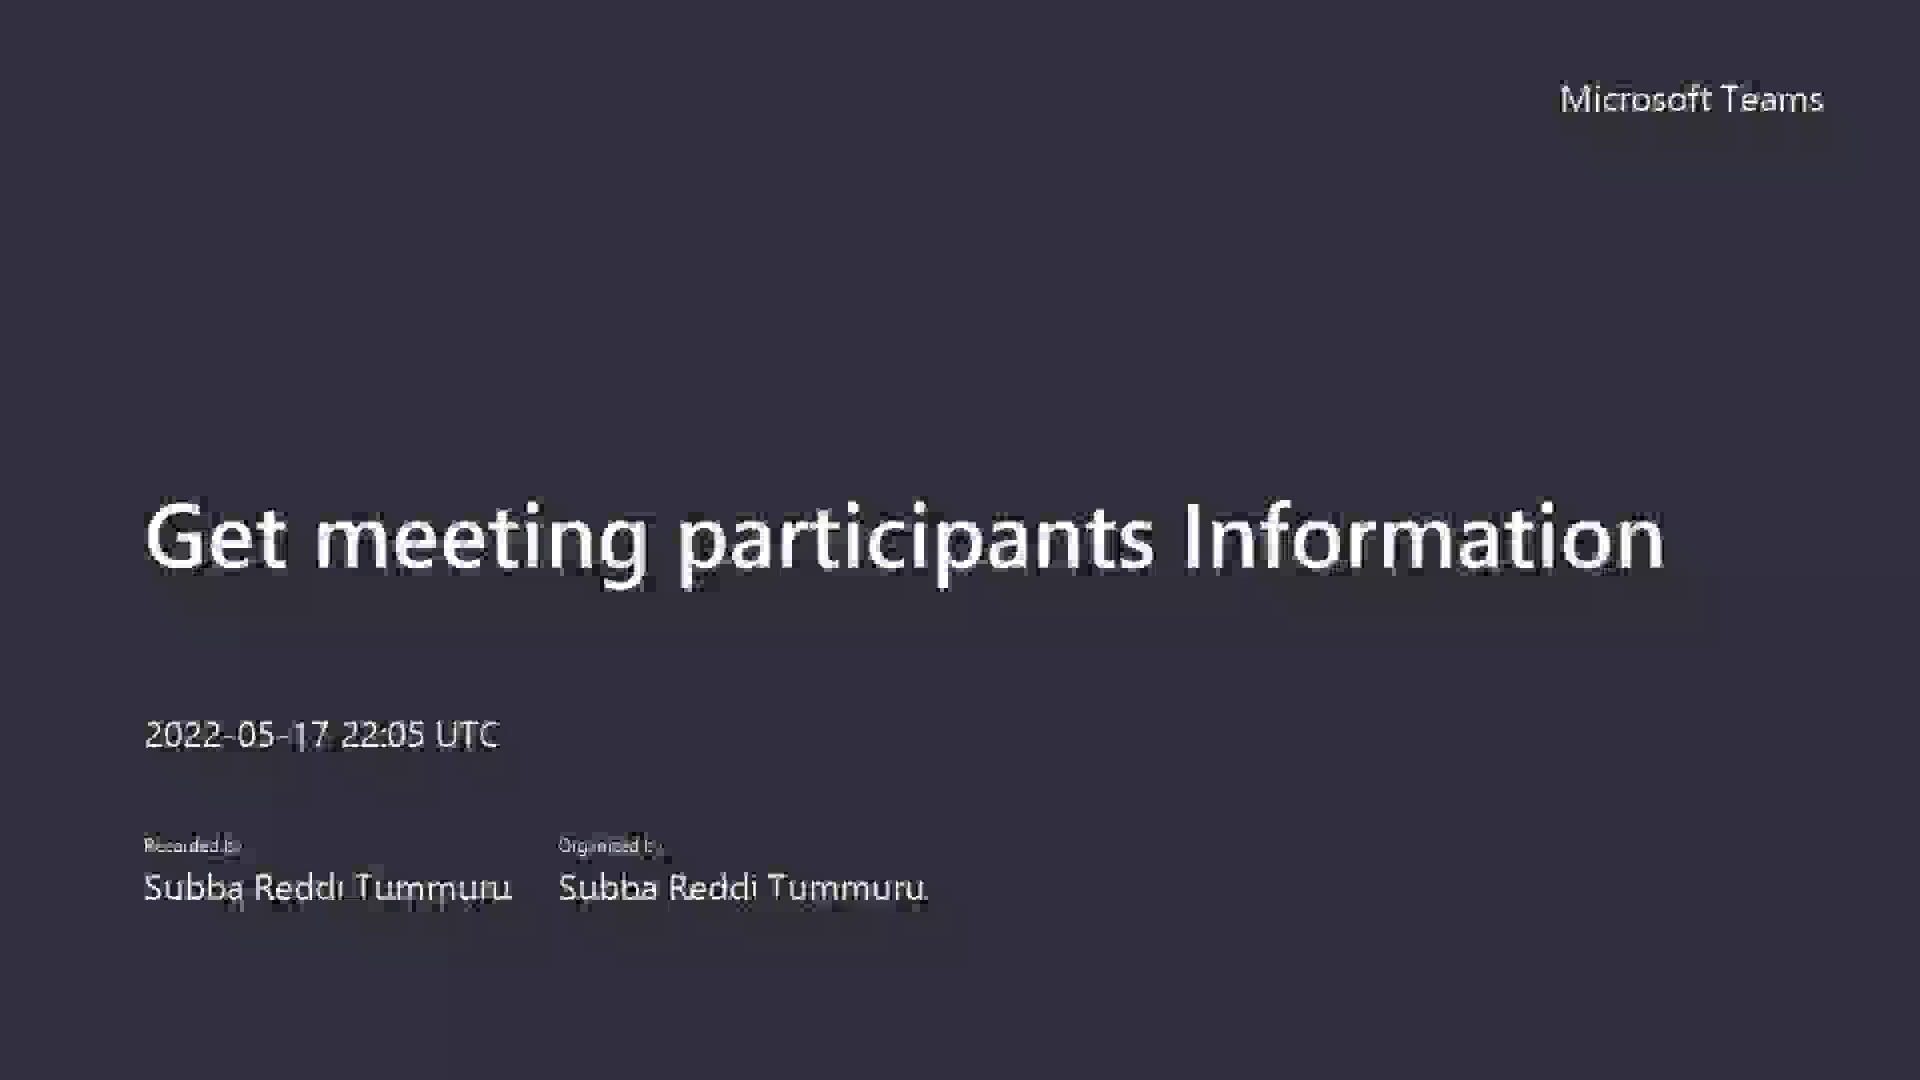 Microsoft Teams
Get meeting participants Information
2022-05-17 22:05 UTC
Recorded by
Organized by
Subba Reddi Tummuru
Subba Reddi Tummuru